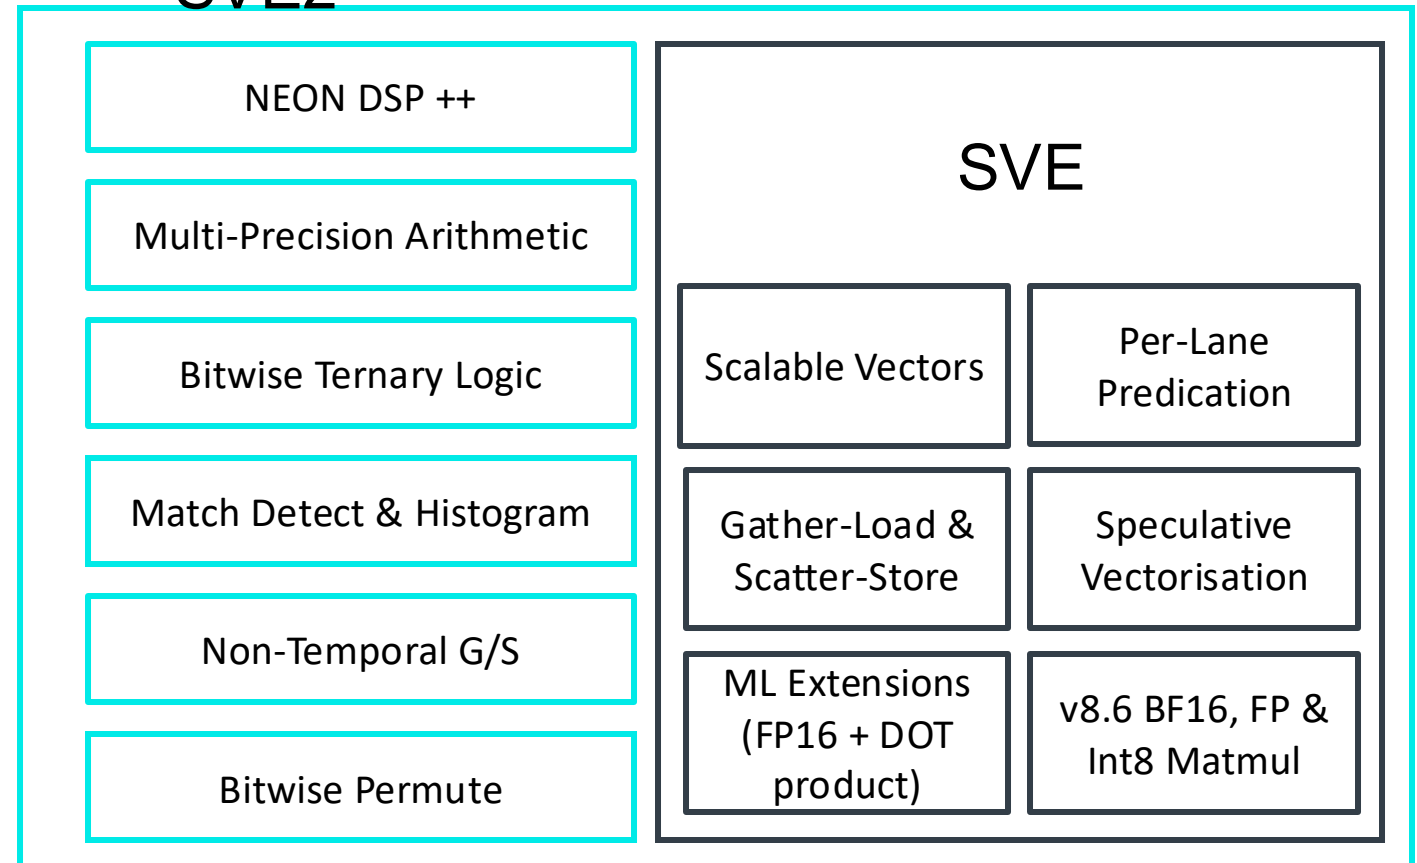 SVE2
NEON DSP ++
Multi-Precision Arithmetic
Bitwise Ternary Logic
Match Detect & Histogram
Non-Temporal G/S
Bitwise Permute
SVE
Scalable Vectors
Per-Lane
Predication
Gather-Load &
Scatter-Store
Speculative
Vectorisation
ML Extensions
(FP16 + DOT
product)
v8.6 BF16, FP &
Int8 Matmul